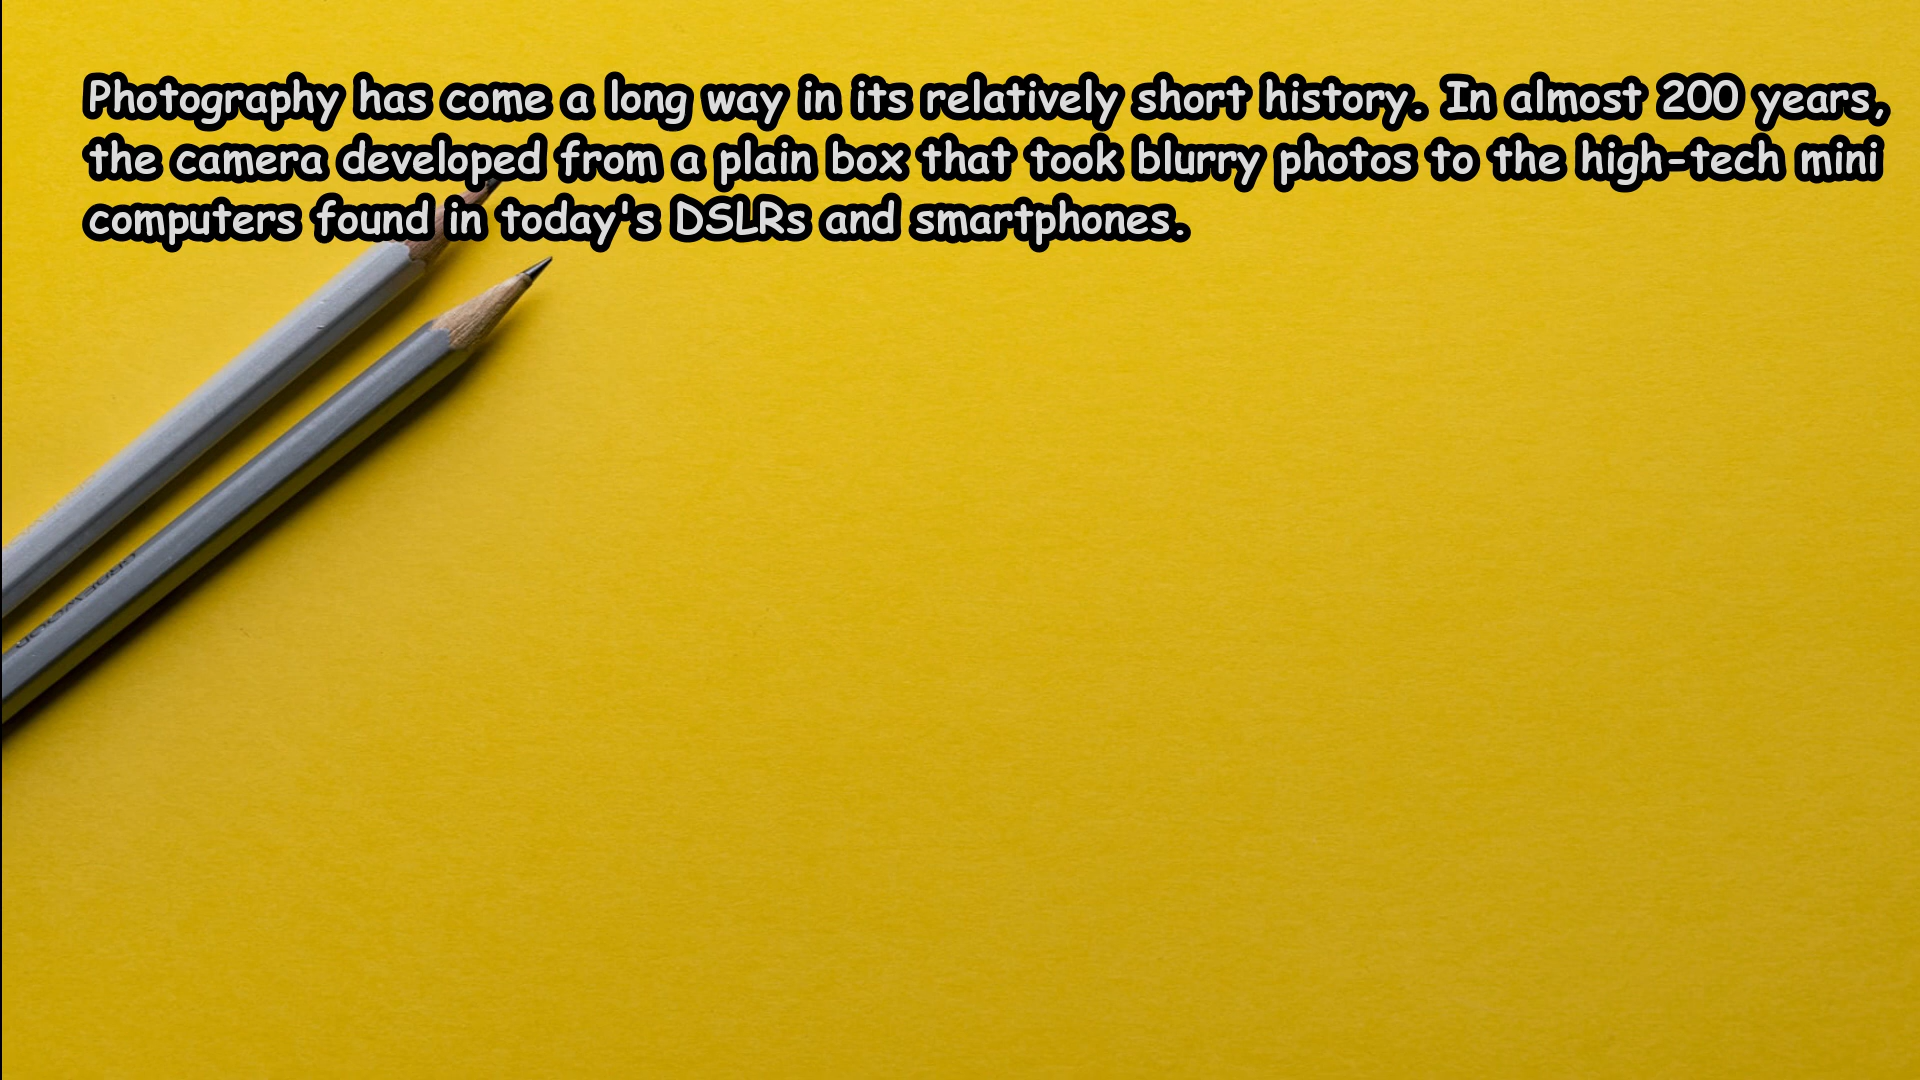 Photography has come a long way in its relatively short history. In almost 200 years,
the camera developed from a plain box that took blurry photos to the high-tech mini
computers found in today's DSLRs and smartphones.